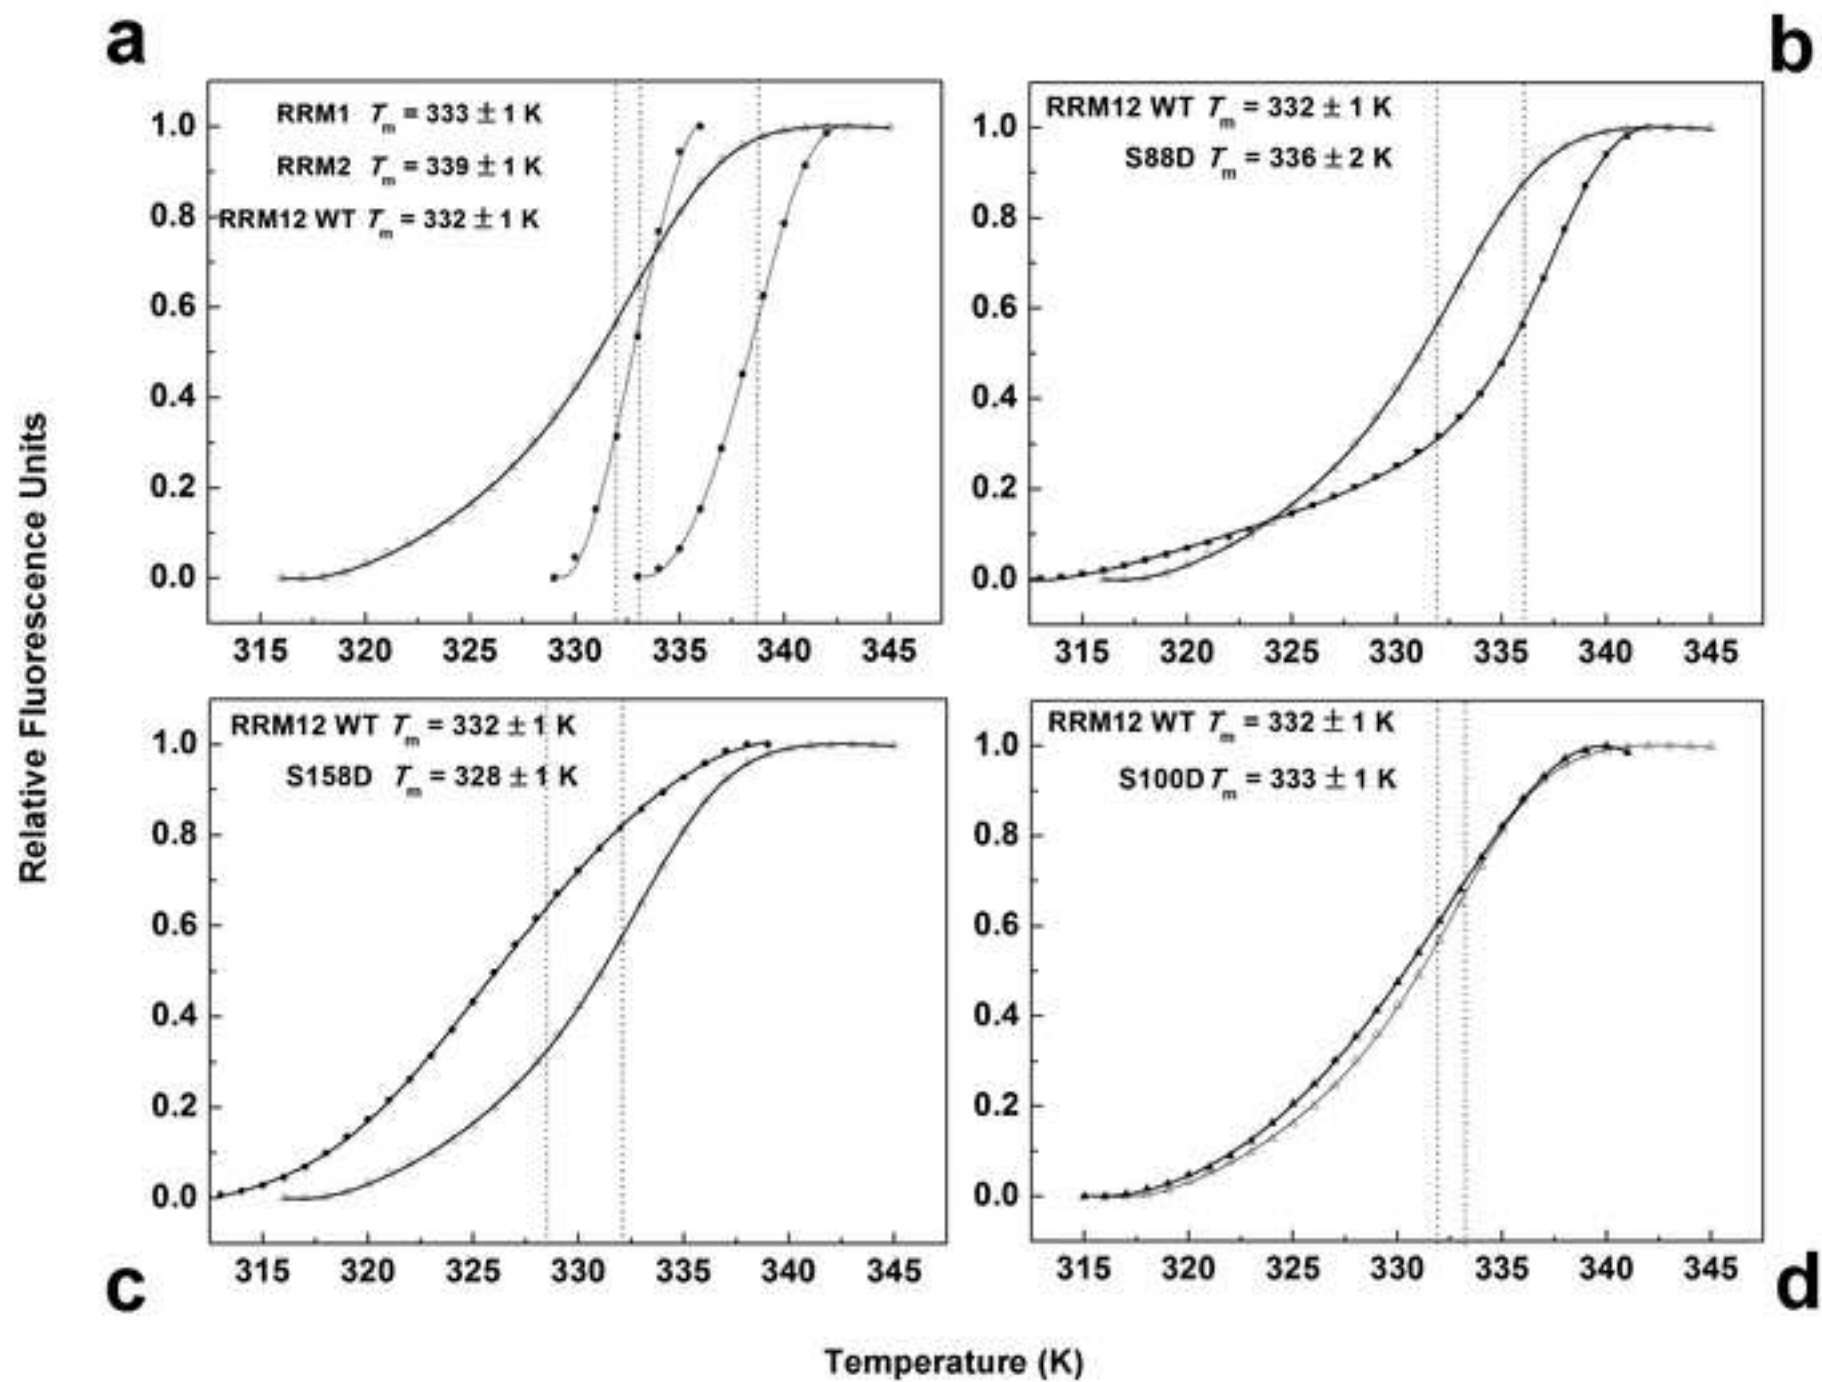 a
b
RRM1 Tm = 333 ± 1 K
RRM2 Tm = 339 ± 1 K
RRM12 WT Tm = 332 ± 1 K
1.0
0.8
0.6
0.4
0.2
0.0
315 320 325 330 335 340 345
RRM12 WT Tm = 332 ± 1 K
S88D Tm = 336 ± 2 K
1.0
0.8
0.6
0.4
0.2
0.0
315 320 325 330 335 340 345
Relative Fluorescence Units
RRM12 WT Tm = 332 ± 1 K
S158D Tm = 328 ± 1 K
1.0
0.8
0.6
0.4
0.2
0.0
315 320 325 330 335 340 345
RRM12 WT Tm = 332 ± 1 K
S100D Tm = 333 ± 1 K
1.0
0.8
0.6
0.4
0.2
0.0
315 320 325 330 335 340 345
c
d
Temperature (K)